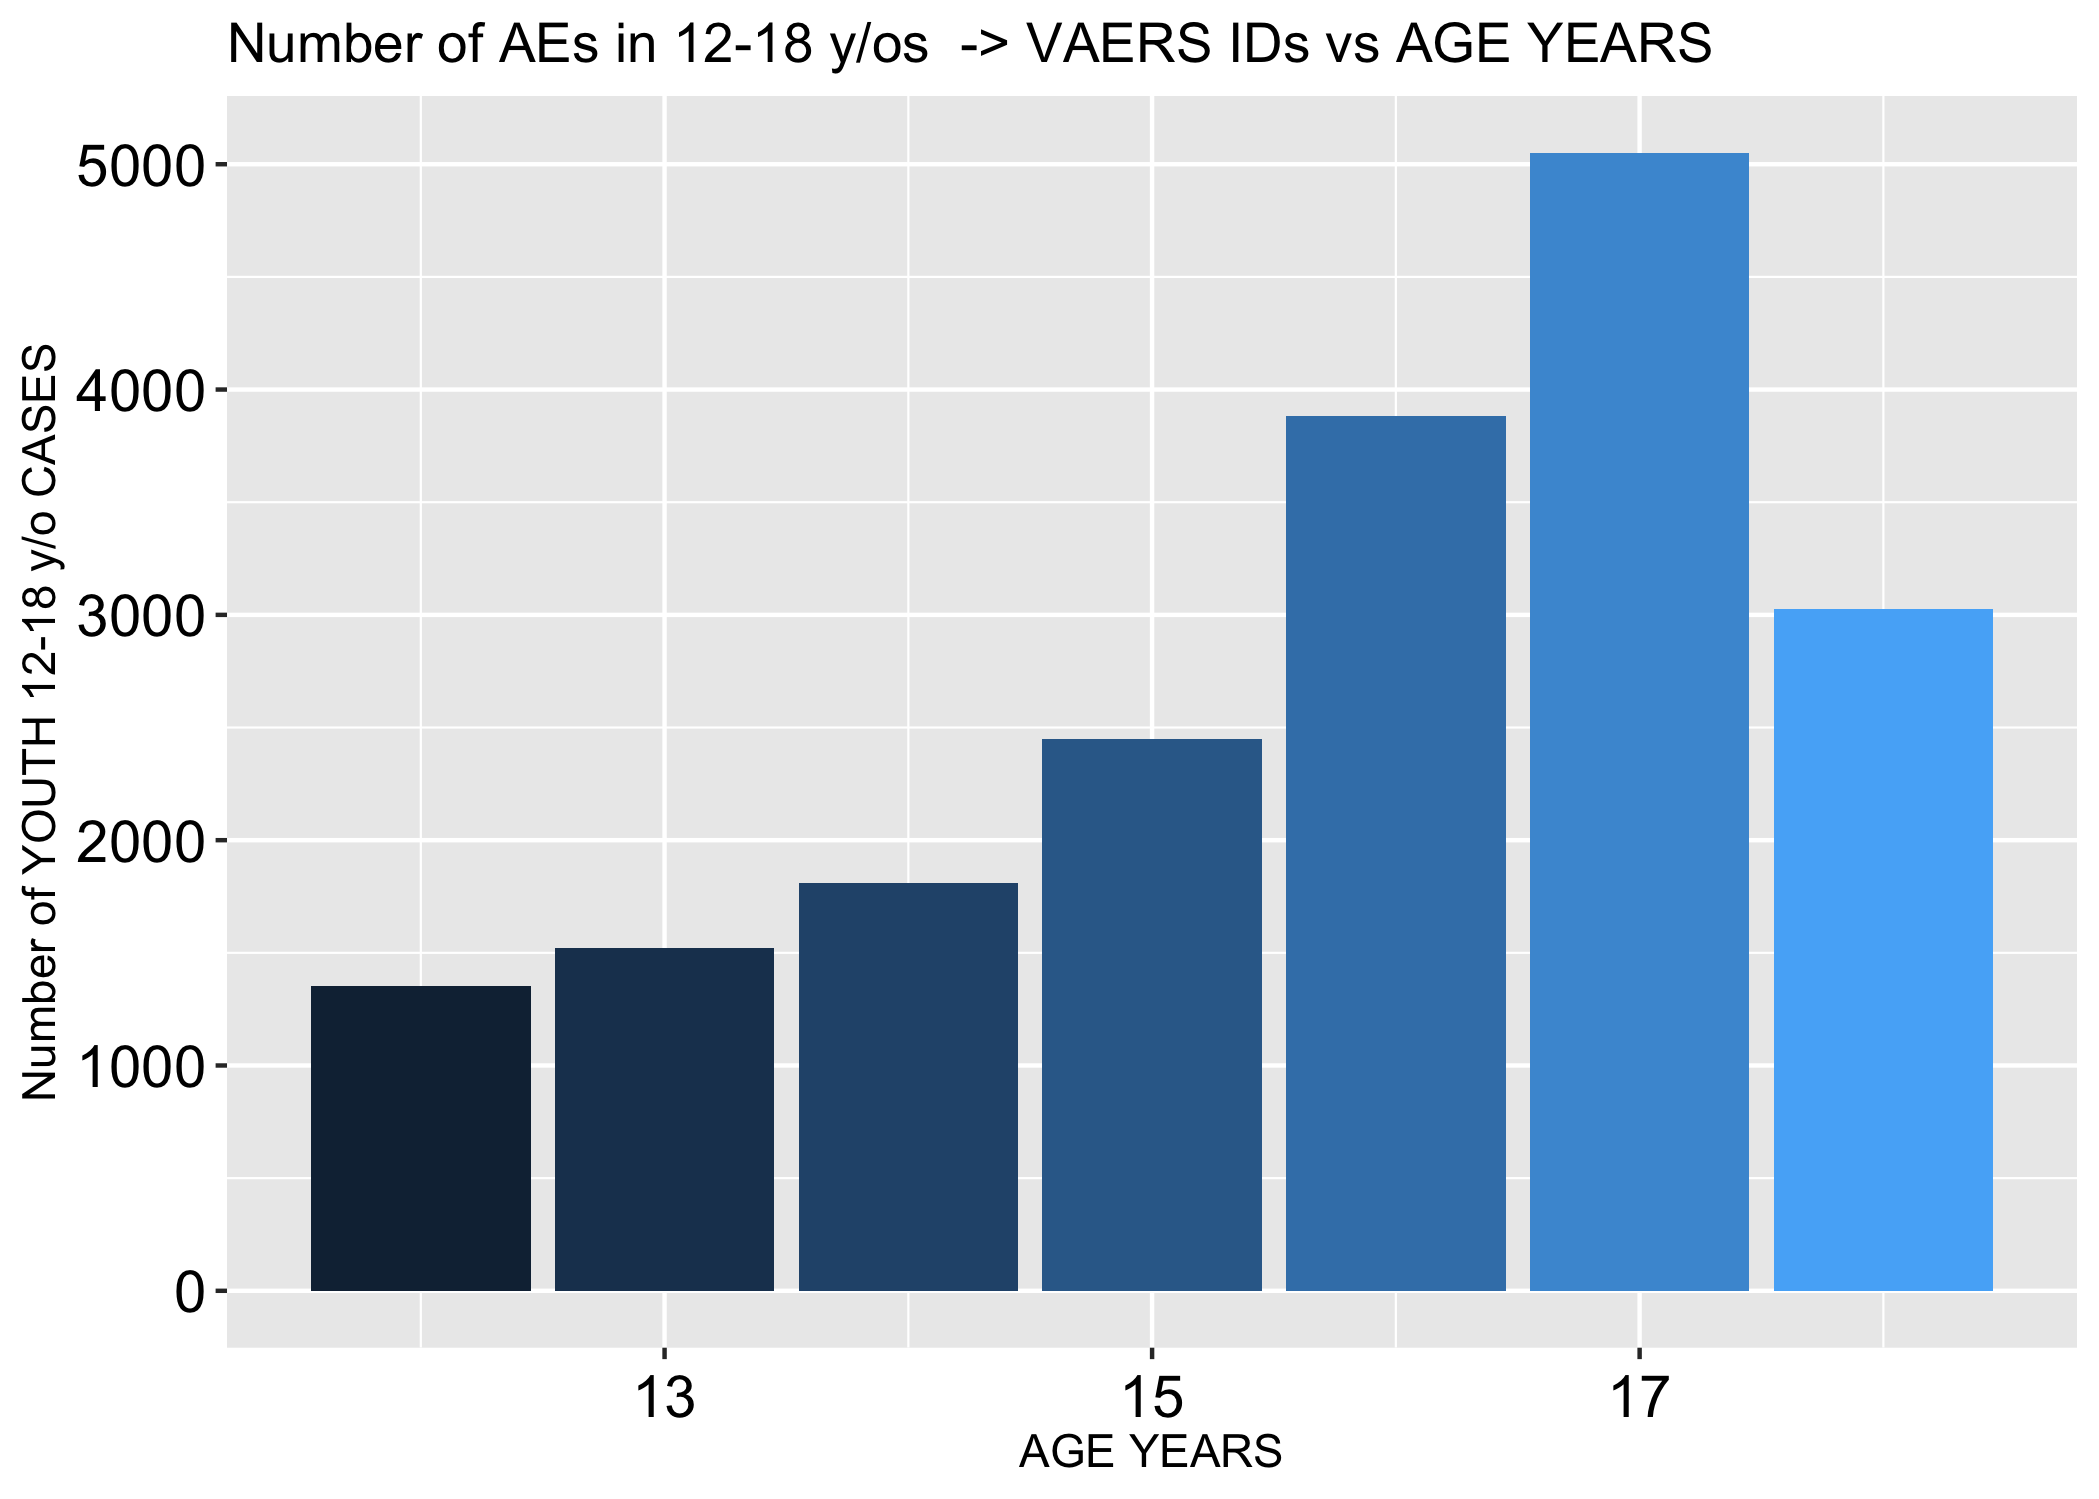 Number of AEs in 12-18 y/os  -> VAERS IDs vs AGE YEARS
Number of YOUTH 12-18 y/o CASES
5000
4000
3000
2000
1000
0
13 15 17
AGE YEARS